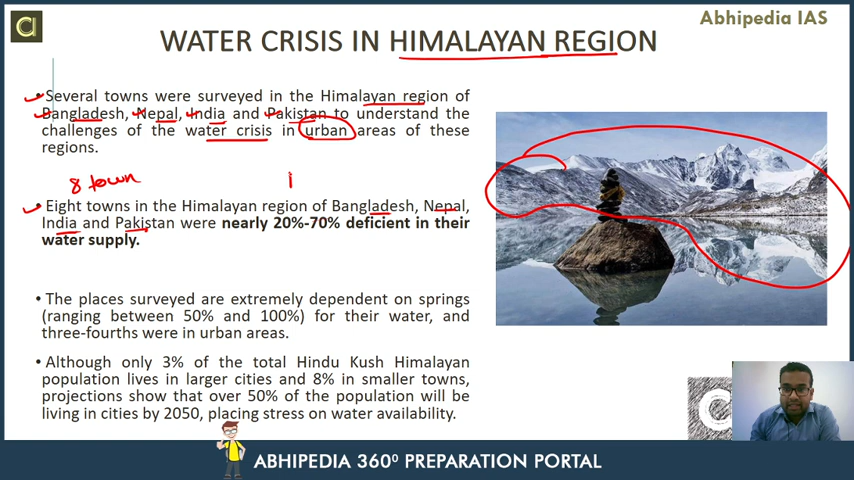 Abhipedia IAS
WATER CRISIS IN HIMALAYAN REGION
• Several towns were surveyed in the Himalayan region of
Bangladesh, Nepal, India and Pakistan to understand the
challenges of the water crisis in urban areas of these
regions.
8 town
• Eight towns in the Himalayan region of Bangladesh, Nepal,
India and Pakistan were nearly 20%-70% deficient in their
water supply.
• The places surveyed are extremely dependent on springs
(ranging between 50% and 100%) for their water, and
three-fourths were in urban areas.
• Although only 3% of the total Hindu Kush Himalayan
population lives in larger cities and 8% in smaller towns,
projections show that over 50% of the population will be
living in cities by 2050, placing stress on water availability.
ABHIPEDIA 360⁰ PREPARATION PORTAL